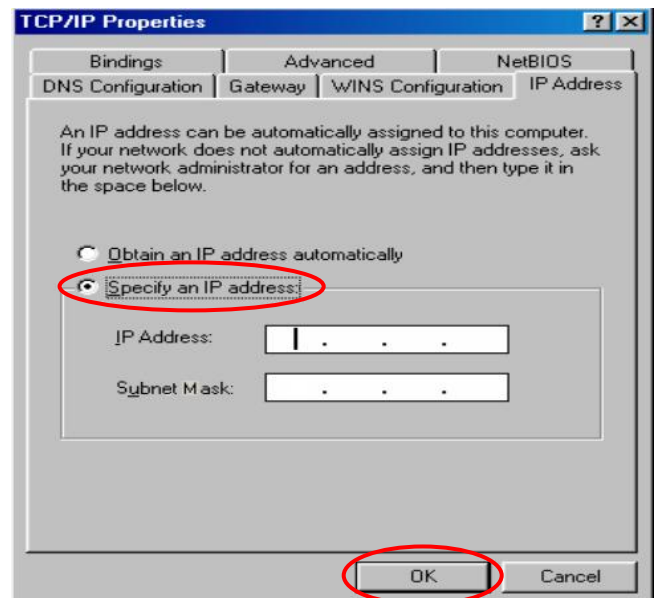 TCP/IP Properties
Bindings Advanced NetBIOS
DNS Configuration Gateway WINS Configuration IP Address
An IP address can be automatically assigned to this computer.
If your network does not automatically assign IP addresses, ask
your network administrator for an address, and then type it in
the space below.
Obtain an IP address automatically
Specify an IP address:
IP Address: . . .
Subnet Mask: . . .
OK Cancel